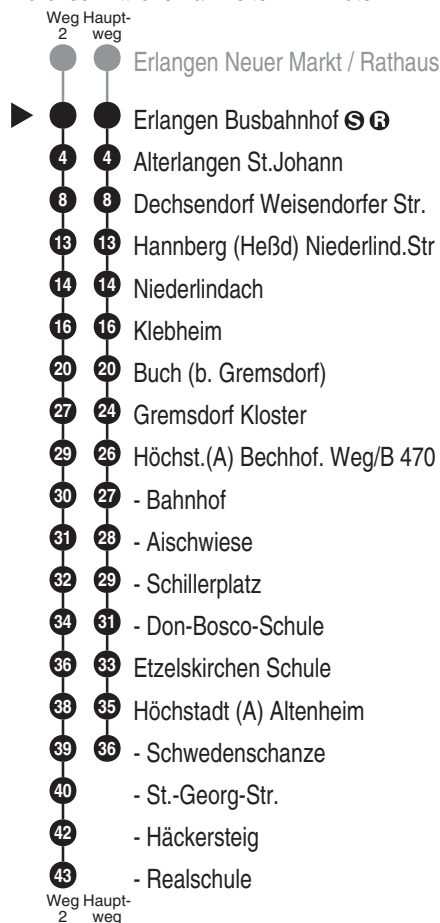 Weg Haupt-
2 weg
Erlangen Neuer Markt / Rathaus
Erlangen Busbahnhof S R
4 4 Alterlangen St.Johann
8 8 Dechsendorf Weisendorfer Str.
13 13 Hannberg (Heßd) Niederlind.Str
14 14 Niederlindach
16 16 Klebheim
20 20 Buch (b. Gremsdorf)
27 24 Gremsdorf Kloster
29 26 Höchst.(A) Bechhof. Weg/B 470
30 27 - Bahnhof
31 28 - Aischwiese
32 29 - Schillerplatz
34 31 - Don-Bosco-Schule
36 33 Etzelskirchen Schule
38 35 Höchstadt (A) Altenheim
39 36 - Schwedenschanze
40 - St.-Georg-Str.
42 - Häckersteig
43 - Realschule
Weg Haupt-
2 weg